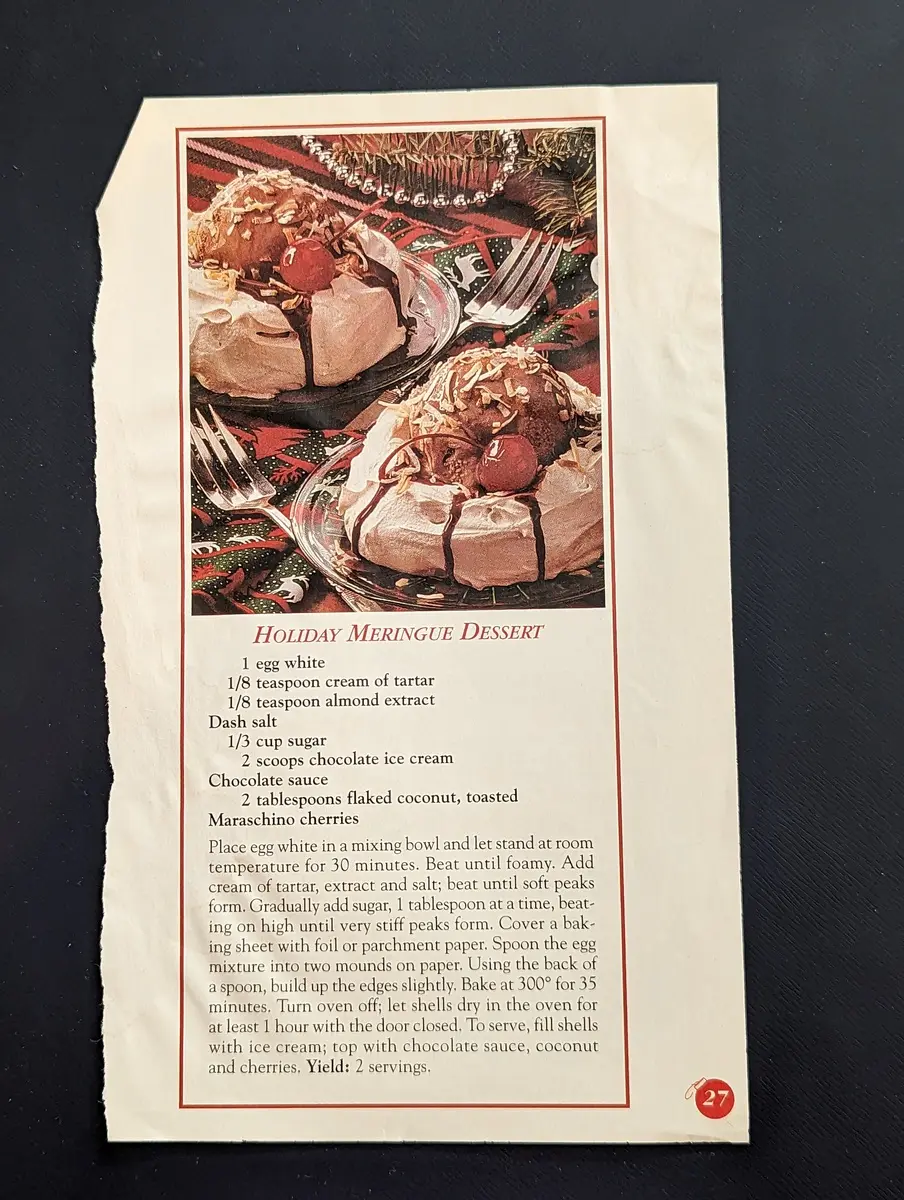 HOLIDAY MERINGUE DESSERT
1 egg white
1/8 teaspoon cream of tartar
1/8 teaspoon almond extract
Dash salt
1/3 cup sugar
2 scoops chocolate ice cream
Chocolate sauce
2 tablespoons flaked coconut, toasted
Maraschino cherries
Place egg white in a mixing bowl and let stand at room
temperature for 30 minutes. Beat until foamy. Add
cream of tartar, extract and salt; beat until soft peaks
form. Gradually add sugar, 1 tablespoon at a time, beat-
ing on high until very stiff peaks form. Cover a bak-
ing sheet with foil or parchment paper. Spoon the egg
mixture into two mounds on paper. Using the back of
a spoon, build up the edges slightly. Bake at 300° for 35
minutes. Turn oven off; let shells dry in the oven for
at least 1 hour with the door closed. To serve, fill shells
with ice cream; top with chocolate sauce, coconut
and cherries. Yield: 2 servings.
27